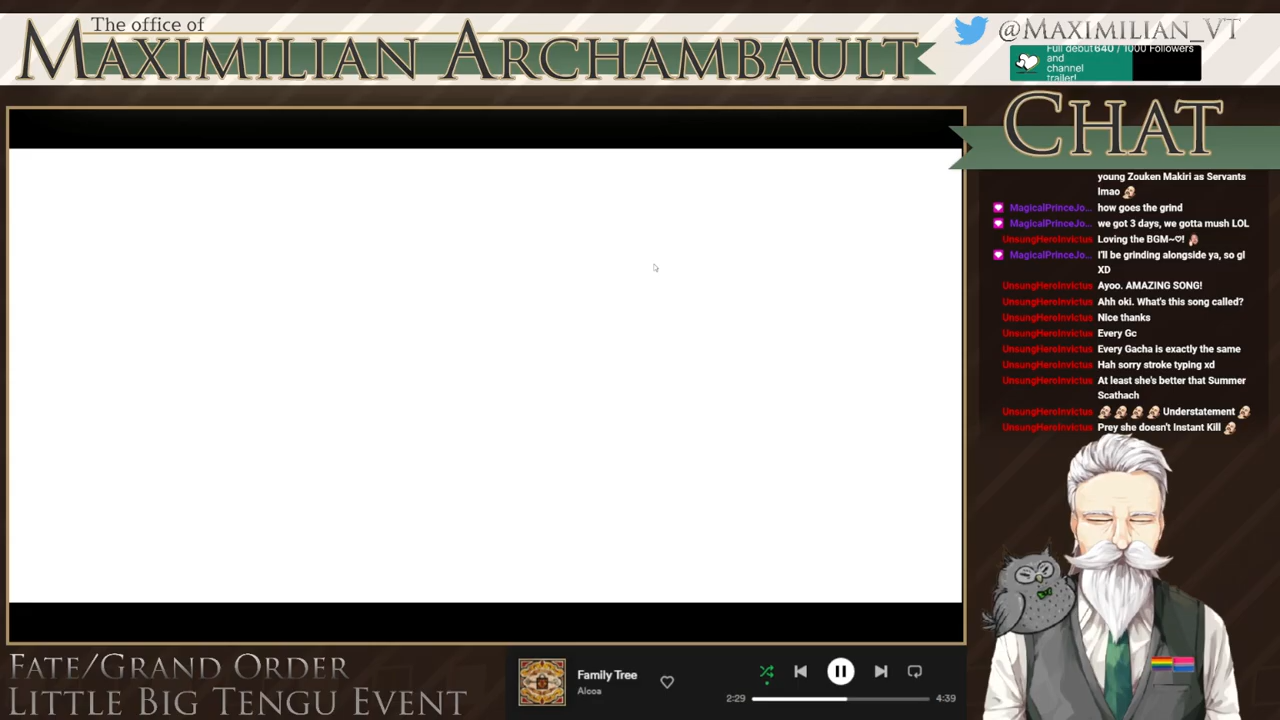 The office of
MAXIMILIAN ARCHAMBAULT
@MAXIMILIAN_VT
Full debut 640 / 1000 Followers
and
channel
trailer!
CHAT
young Zouken Makiri as Servants
lmao
MagicalPrinceJo... how goes the grind
MagicalPrinceJo... we got 3 days, we gotta mush LOL
UnsungHeroInvictus Loving the BGM~♡!
MagicalPrinceJo... I'll be grinding alongside ya, so gl
XD
UnsungHeroInvictus Ayoo. AMAZING SONG!
UnsungHeroInvictus Ahh oki. What's this song called?
UnsungHeroInvictus Nice thanks
UnsungHeroInvictus Every Gc
UnsungHeroInvictus Every Gacha is exactly the same
UnsungHeroInvictus Hah sorry stroke typing xd
UnsungHeroInvictus At least she's better that Summer
Scathach
UnsungHeroInvictus Understatement
UnsungHeroInvictus Prey she doesn't Instant Kill
FATE/GRAND ORDER
LITTLE BIG TENGU EVENT
Family Tree
Alcoa
2:29
4:39